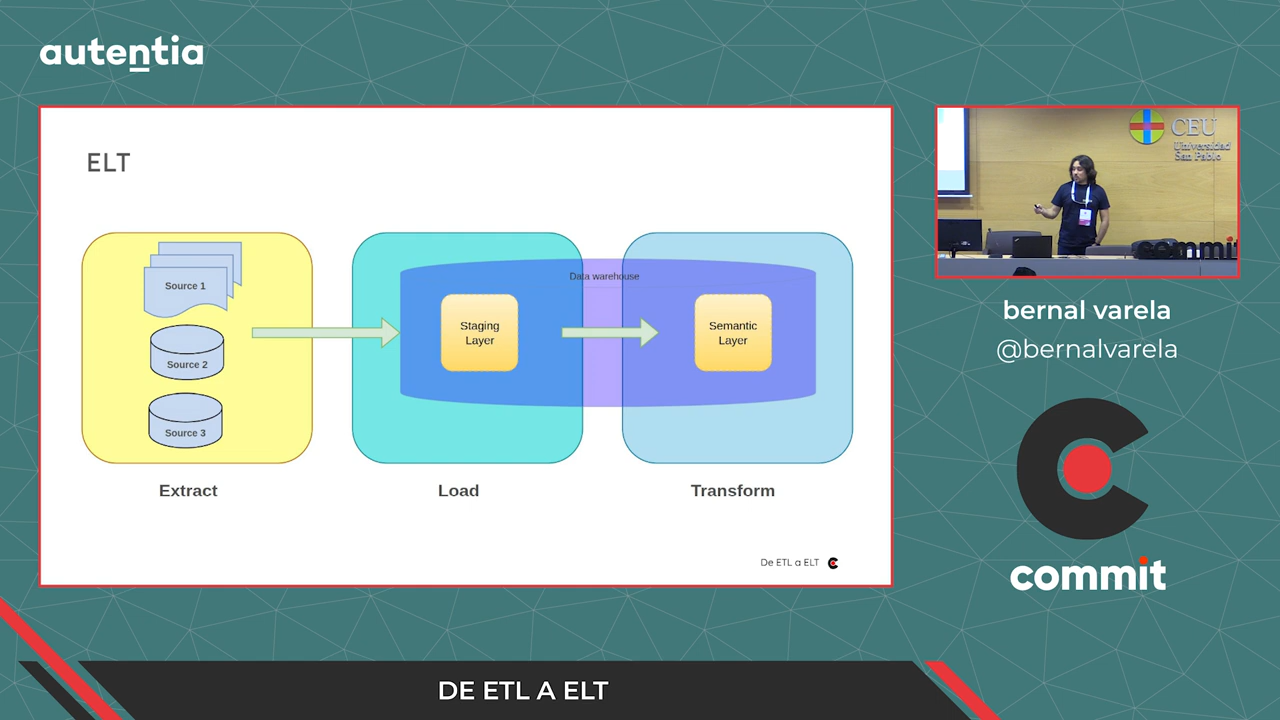 autentia
ELT
Source 1
Source 2
Source 3
Data warehouse
Staging
Layer
Semantic
Layer
Extract
Load
Transform
De ETL a ELT
CEU
Universidad
San Pablo
commit
bernal varela
@bernalvarela
commit
DE ETL A ELT